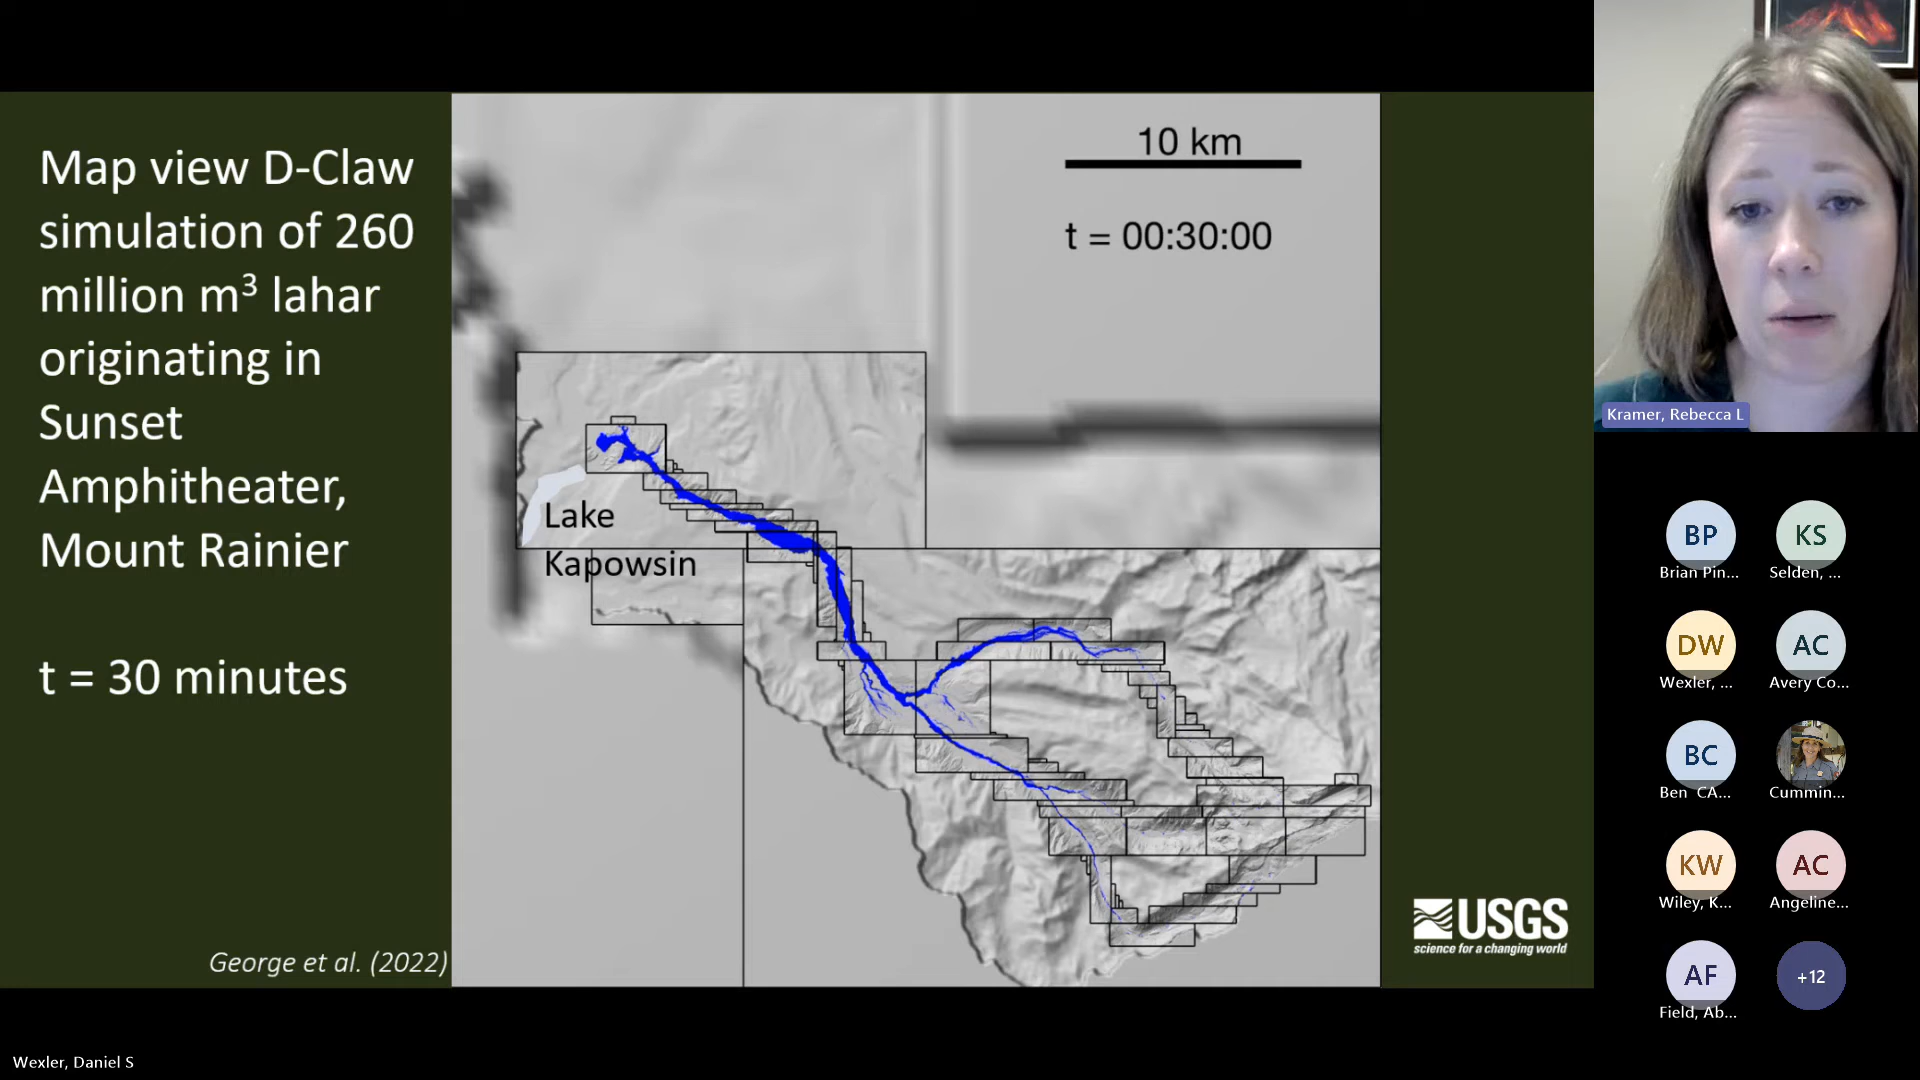 Map view D-Claw
simulation of 260
million m³ lahar
originating in
Sunset
Amphitheater,
Mount Rainier
t = 30 minutes
George et al. (2022)
10 km
t = 00:30:00
Lake
Kapowsin
USGS
science for a changing world
Kramer, Rebecca L
BP
Brian Pin...
KS
Selden, ...
DW
Wexler, ...
AC
Avery Co...
BC
Ben CA...
Cummin...
KW
Wiley, K...
AC
Angeline...
AF
Field, Ab...
+12
Wexler, Daniel S